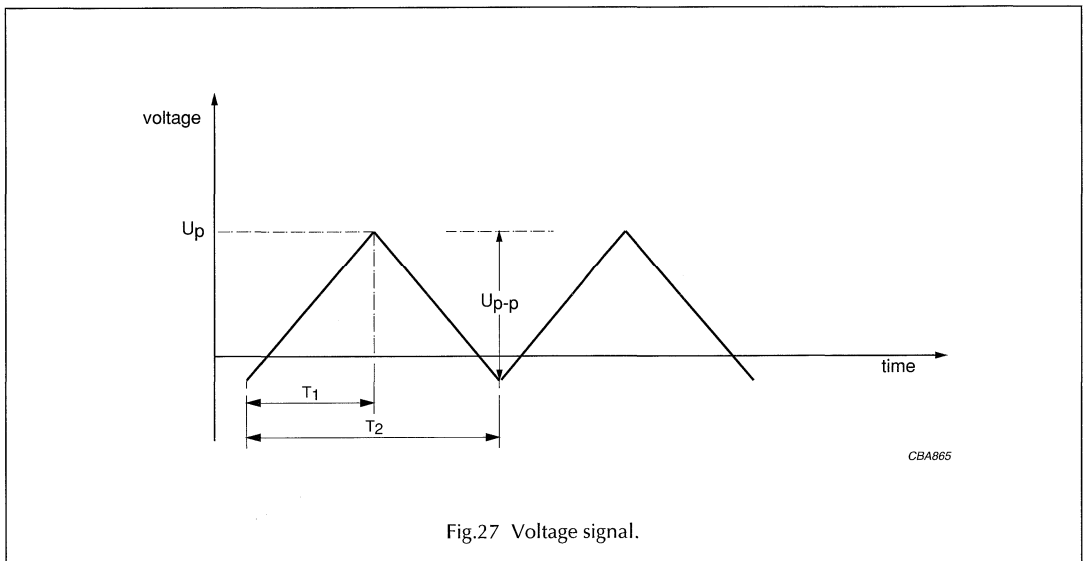 voltage
Up
Up-p
time
T1
T2
CBA865
Fig.27 Voltage signal.